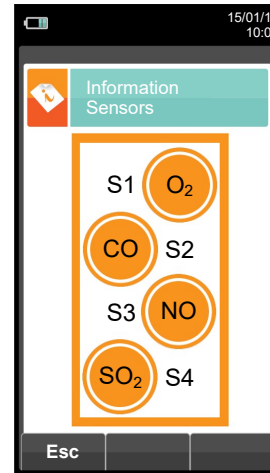 15/01/1
10:0
Information
Sensors
S1 O₂
CO S2
S3 NO
SO₂ S4
Esc